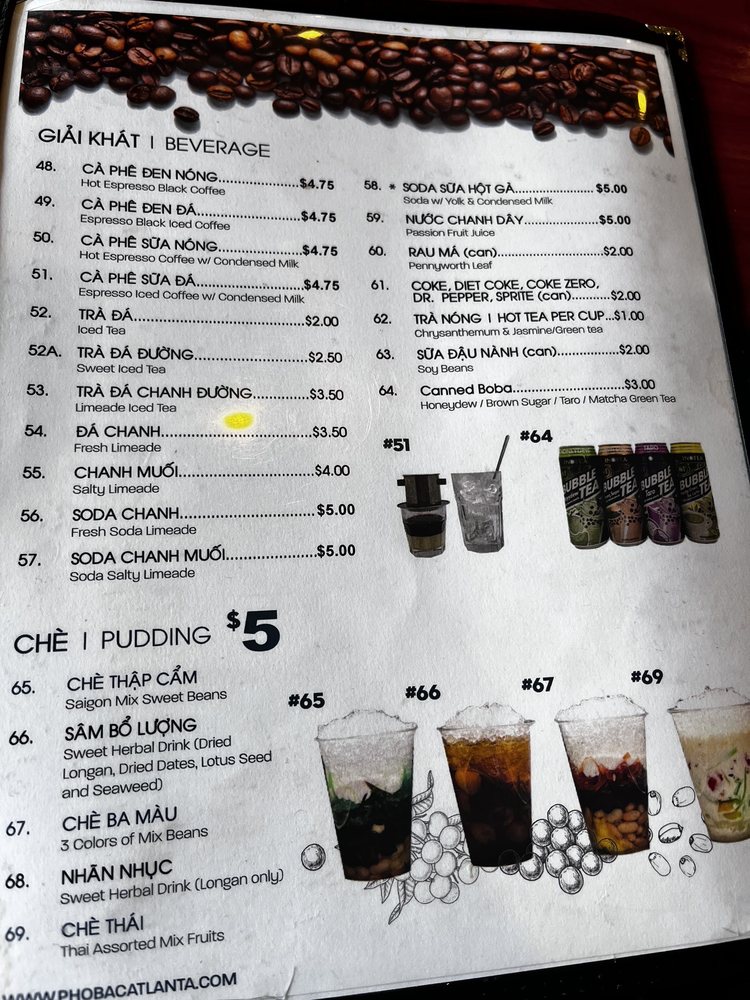 GIẢI KHÁT | BEVERAGE
48. CÀ PHÊ ĐEN NÓNG........................$4.75
Hot Espresso Black Coffee
49. CÀ PHÊ ĐEN ĐÁ..............................$4.75
Espresso Black Iced Coffee
50. CÀ PHÊ SỮA NÓNG........................$4.75
Hot Espresso Coffee w/ Condensed Milk
51. CÀ PHÊ SỮA ĐÁ..............................$4.75
Espresso Iced Coffee w/ Condensed Milk
52. TRÀ ĐÁ...........................................$2.00
Iced Tea
52A. TRÀ ĐÁ ĐƯỜNG...........................$2.50
Sweet Iced Tea
53. TRÀ ĐÁ CHANH ĐƯỜNG................$3.50
Limeade Iced Tea
54. ĐÁ CHANH......................................$3.50
Fresh Limeade
55. CHANH MUỐI..................................$4.00
Salty Limeade
56. SODA CHANH..................................$5.00
Fresh Soda Limeade
57. SODA CHANH MUỐI......................$5.00
Soda Salty Limeade
58. * SODA SỮA HỘT GÀ.......................... $5.00
Soda w/ Yolk & Condensed Milk
59. NƯỚC CHANH DÂY..........................$5.00
Passion Fruit Juice
60. RAU MÁ (can).................................$2.00
Pennyworth Leaf
61. COKE, DIET COKE, COKE ZERO,
DR. PEPPER, SPRITE (can)..........$2.00
62. TRÀ NÓNG | HOT TEA PER CUP...$1.00
Chrysanthemum & Jasmine/Green tea
63. SỮA ĐẬU NÀNH (can)...................$2.00
Soy Beans
64. Canned Boba.................................$3.00
Honeydew / Brown Sugar / Taro / Matcha Green Tea
#51
#64
BUBBLE TEA
BUBBLE TEA
Taro
BUBBLE TEA
BUBBLE TEA
CHÈ | PUDDING $5
65. CHÈ THẬP CẨM
Saigon Mix Sweet Beans
66. SÂM BỔ LƯỢNG
Sweet Herbal Drink (Dried
Longan, Dried Dates, Lotus Seed
and Seaweed)
67. CHÈ BA MÀU
3 Colors of Mix Beans
68. NHÃN NHỤC
Sweet Herbal Drink (Longan only)
69. CHÈ THÁI
Thai Assorted Mix Fruits
#65
#66
#67
#69
WWW.PHOBACATLANTA.COM